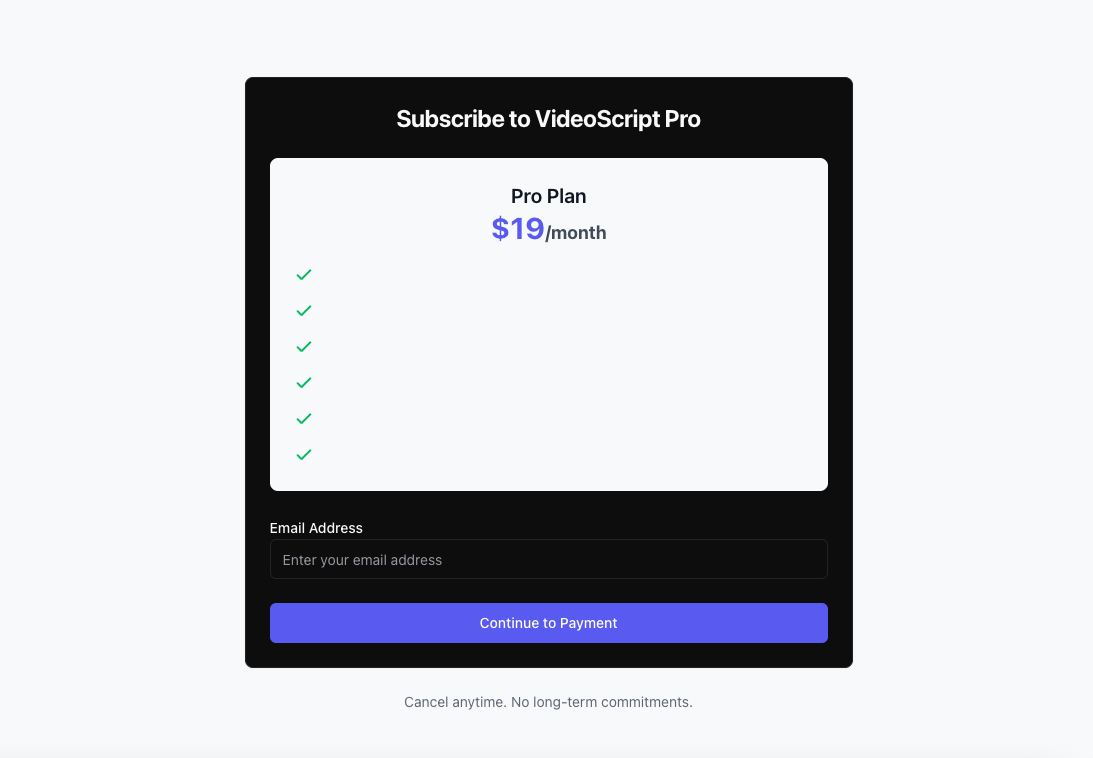 Subscribe to VideoScript Pro
Pro Plan
$19/month
Email Address
Enter your email address
Continue to Payment
Cancel anytime. No long-term commitments.